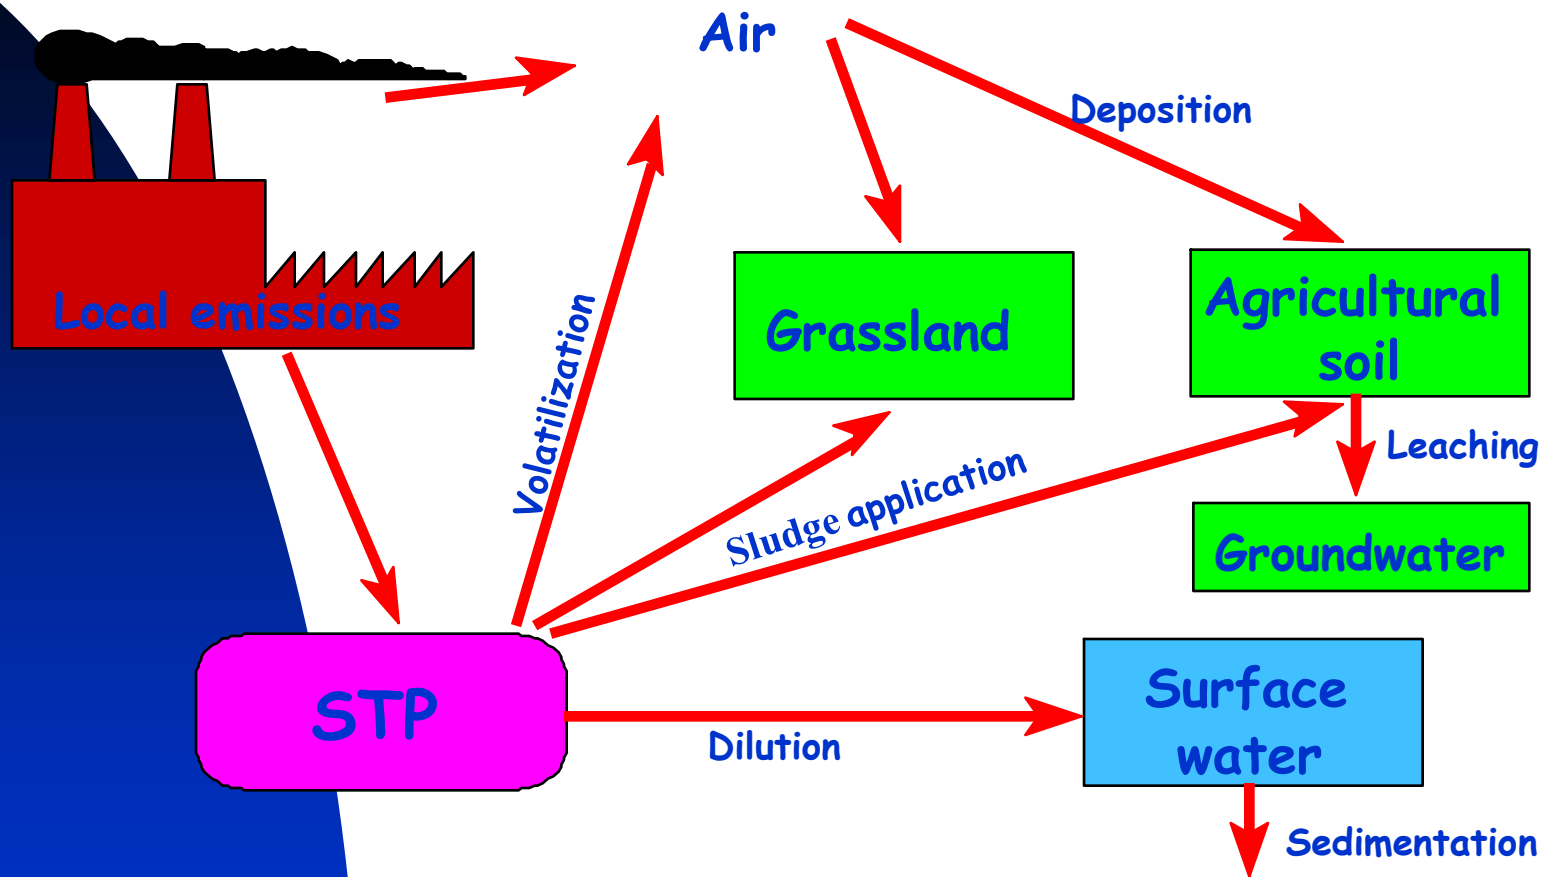 Air
Deposition
Local emissions
Volatilization
Grassland
Agricultural
soil
Leaching
Sludge application
Groundwater
STP
Surface
water
Dilution
Sedimentation